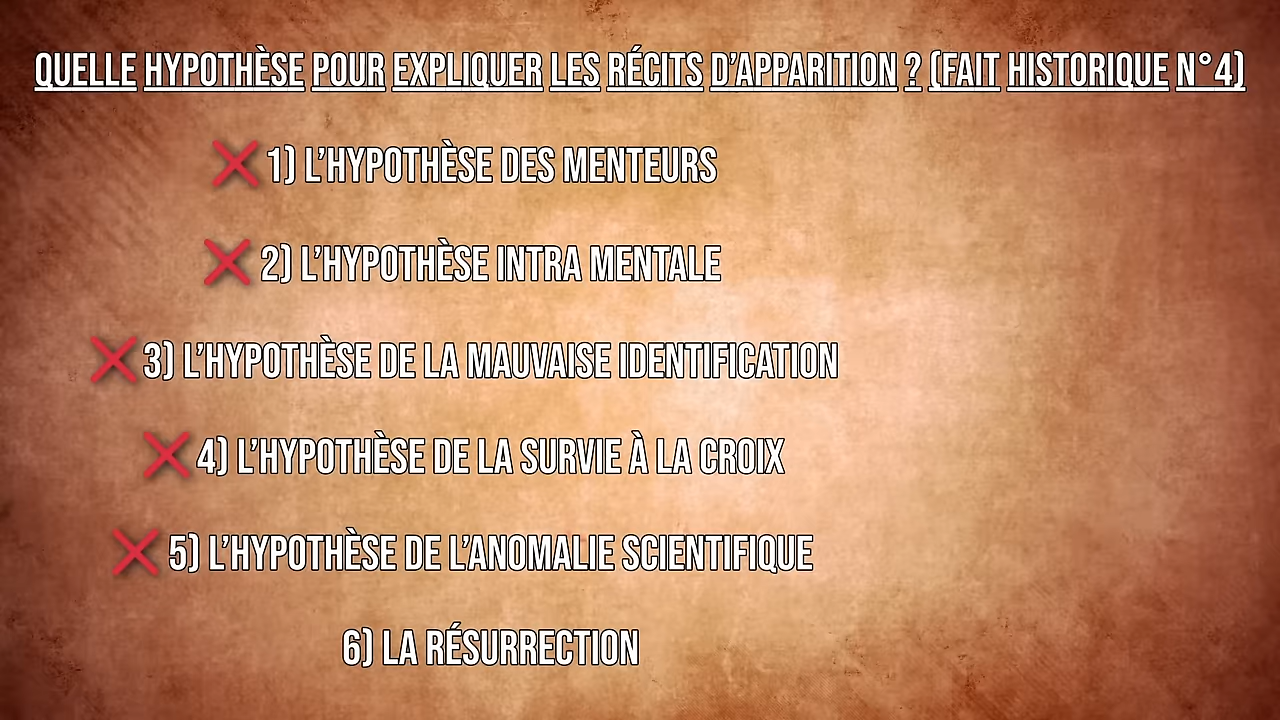 QUELLE HYPOTHÈSE POUR EXPLIQUER LES RÉCITS D'APPARITION ? (FAIT HISTORIQUE N°4)
❌ 1) L'HYPOTHÈSE DES MENTEURS
❌ 2) L'HYPOTHÈSE INTRA MENTALE
❌ 3) L'HYPOTHÈSE DE LA MAUVAISE IDENTIFICATION
❌ 4) L'HYPOTHÈSE DE LA SURVIE À LA CROIX
❌ 5) L'HYPOTHÈSE DE L'ANOMALIE SCIENTIFIQUE
6) LA RÉSURRECTION